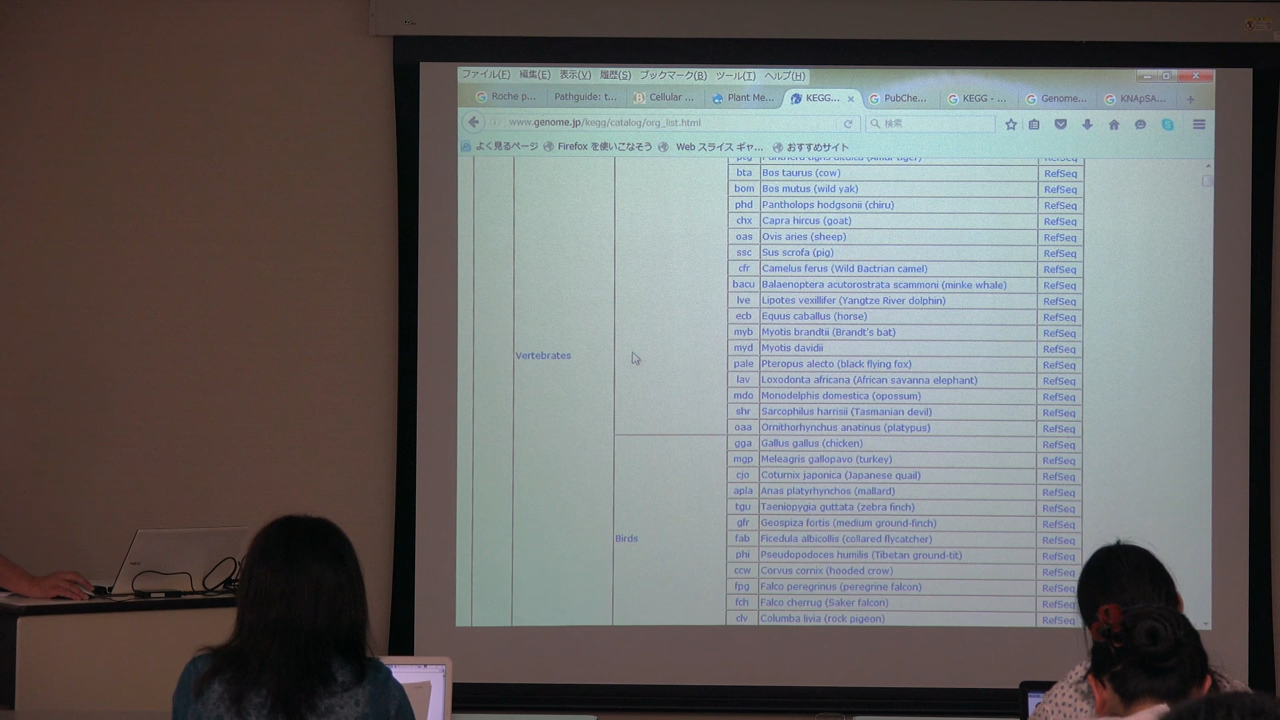 ファイル(F) 編集(E) 表示(V) 履歴(S) ブックマーク(B) ツール(T) ヘルプ(H)
Roche p... Pathguide: t... Cellular ... Plant Me... KEGG... PubChe... KEGG - ... Genome... KNApSA...
www.genome.jp/kegg/catalog/org_list.html 検索
よく見るページ Firefox を使いこなそう Web スライス ギャ... おすすめサイト
bta Bos taurus (cow) RefSeq
bom Bos mutus (wild yak) RefSeq
phd Pantholops hodgsonii (chiru) RefSeq
chx Capra hircus (goat) RefSeq
oas Ovis aries (sheep) RefSeq
ssc Sus scrofa (pig) RefSeq
cfr Camelus ferus (Wild Bactrian camel) RefSeq
bacu Balaenoptera acutorostrata scammoni (minke whale) RefSeq
lve Lipotes vexillifer (Yangtze River dolphin) RefSeq
ecb Equus caballus (horse) RefSeq
myb Myotis brandtii (Brandt's bat) RefSeq
myd Myotis davidii RefSeq
Vertebrates
pale Pteropus alecto (black flying fox) RefSeq
lav Loxodonta africana (African savanna elephant) RefSeq
mdo Monodelphis domestica (opossum) RefSeq
shr Sarcophilus harrisii (Tasmanian devil) RefSeq
oaa Ornithorhynchus anatinus (platypus) RefSeq
gga Gallus gallus (chicken) RefSeq
mgp Meleagris gallopavo (turkey) RefSeq
cjo Coturnix japonica (Japanese quail) RefSeq
apla Anas platyrhynchos (mallard) RefSeq
tgu Taeniopygia guttata (zebra finch) RefSeq
gfr Geospiza fortis (medium ground-finch) RefSeq
Birds fab Ficedula albicollis (collared flycatcher) RefSeq
phi Pseudopodoces humilis (Tibetan ground-tit) RefSeq
ccw Corvus cornix (hooded crow) RefSeq
fpg Falco peregrinus (peregrine falcon) RefSeq
fch Falco cherrug (Saker falcon) RefSeq
clv Columba livia (rock pigeon) RefSeq